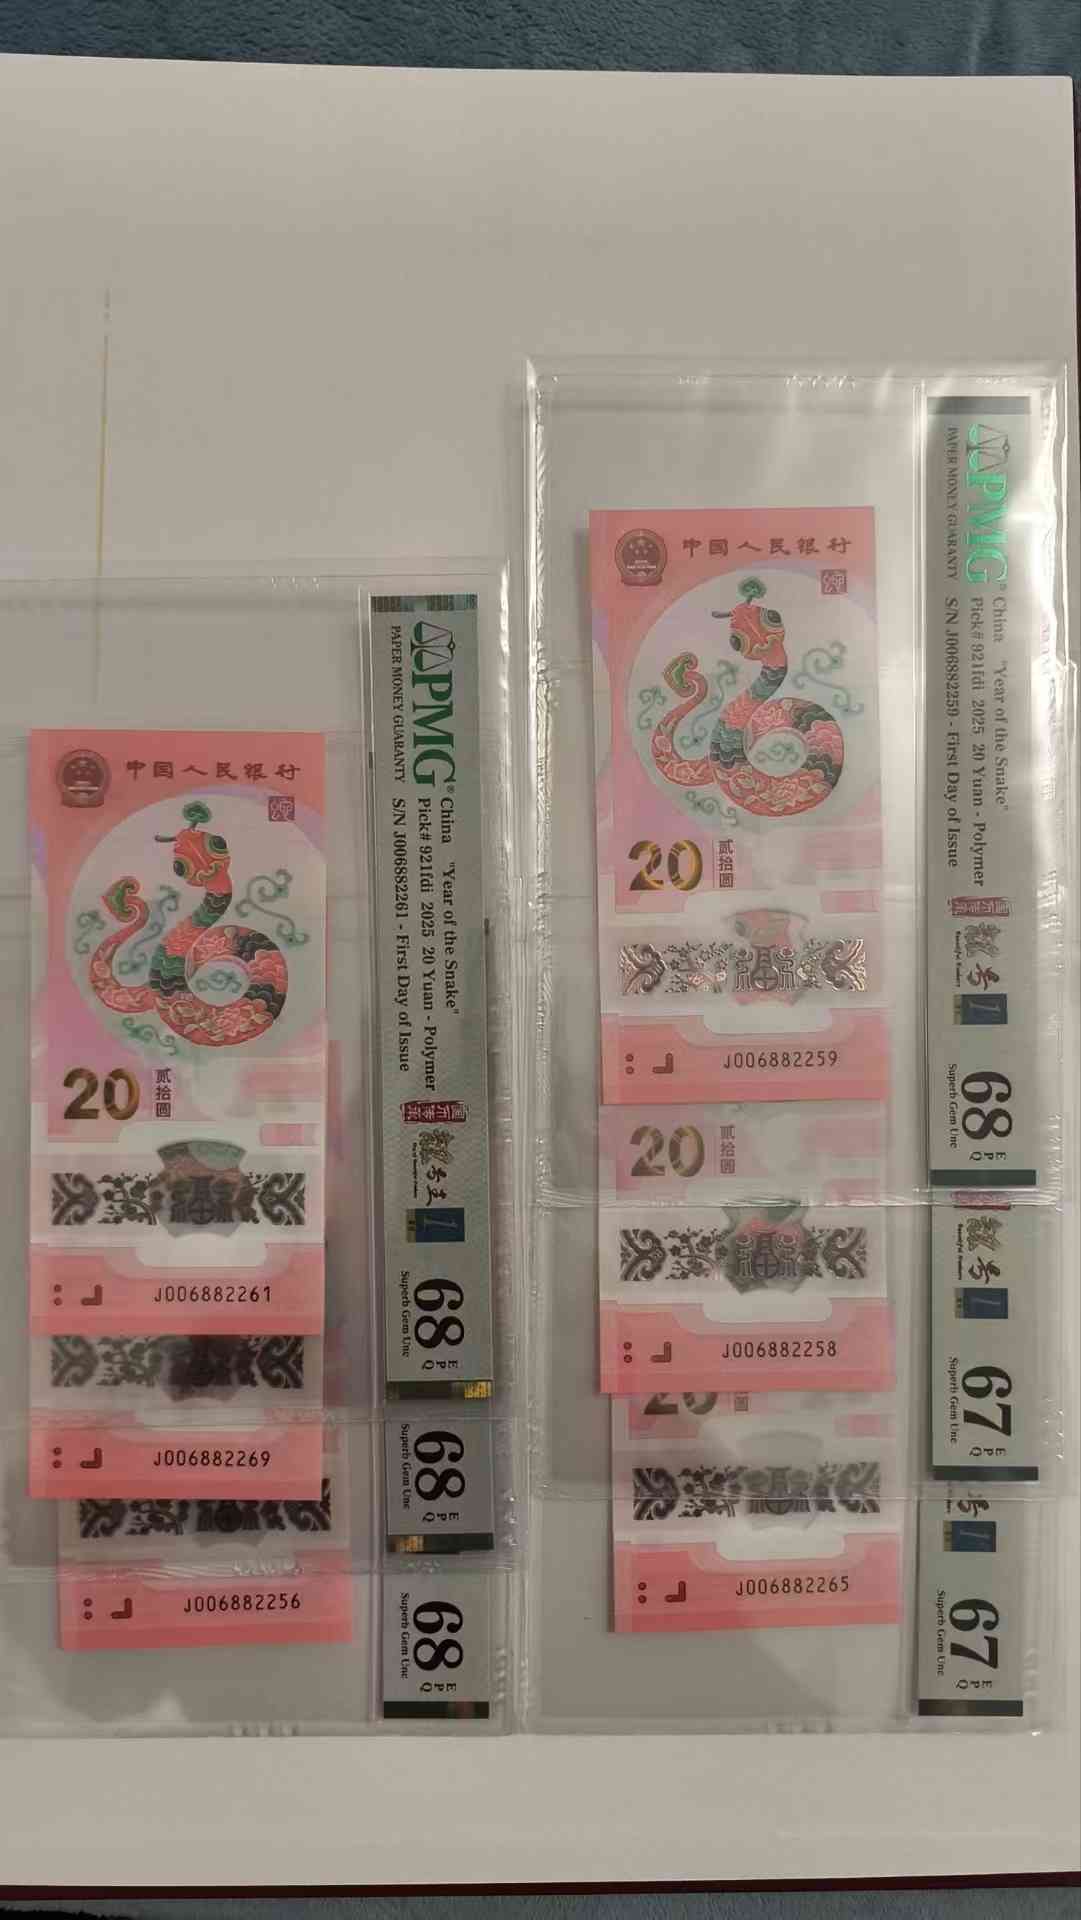 中国人民银行
20
贰拾圆
J006882261
PMG®
PAPER MONEY GUARANTY
China "Year of the Snake"
Pick# 921fdi 2025 20 Yuan - Polymer
S/N J006882261 - First Day of Issue
1
68 EPQ
Superb Gem Unc
J006882269
68 EPQ
Superb Gem Unc
J006882256
68 EPQ
Superb Gem Unc
中国人民银行
20
贰拾圆
J006882259
PMG®
PAPER MONEY GUARANTY
China "Year of the Snake"
Pick# 921fdi 2025 20 Yuan - Polymer
S/N J006882259 - First Day of Issue
1
68 EPQ
Superb Gem Unc
20
贰拾圆
J006882258
67 EPQ
Superb Gem Unc
20
J006882265
67 EPQ
Superb Gem Unc